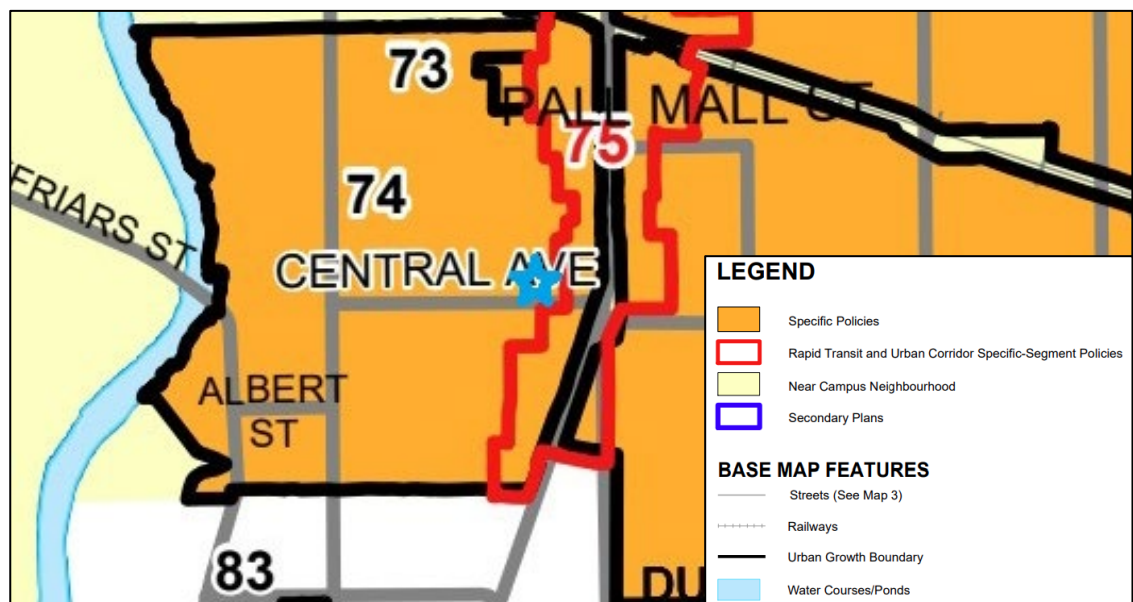 73
PALL MALL ST
75
FRIARS ST
74
CENTRAL AVE
ALBERT
ST
83
DU
LEGEND
Specific Policies
Rapid Transit and Urban Corridor Specific-Segment Policies
Near Campus Neighbourhood
Secondary Plans
BASE MAP FEATURES
Streets (See Map 3)
Railways
Urban Growth Boundary
Water Courses/Ponds